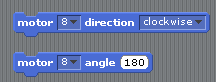 motor 8 direction clockwise
motor 8 angle 180